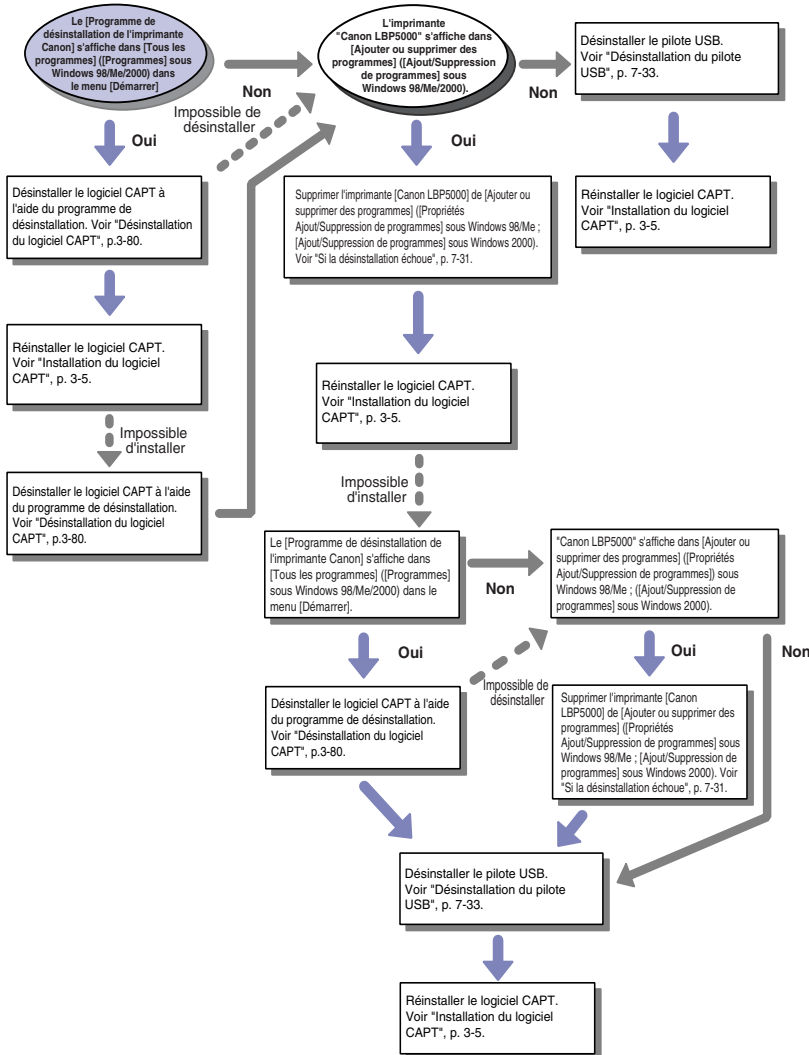 Le [Programme de
désinstallation de l'imprimante
Canon] s'affiche dans [Tous les
programmes] ([Programmes] sous
Windows 98/Me/2000) dans
le menu [Démarrer]
Non
L'imprimante
"Canon LBP5000" s'affiche dans
[Ajouter ou supprimer des
programmes] ([Ajout/Suppression
de programmes] sous
Windows 98/Me/2000).
Non
Désinstaller le pilote USB.
Voir "Désinstallation du pilote
USB", p. 7-33.
Impossible de
désinstaller
Oui
Oui
Désinstaller le logiciel CAPT à
l'aide du programme de
désinstallation. Voir "Désinstallation
du logiciel CAPT", p.3-80.
Supprimer l'imprimante [Canon LBP5000] de [Ajouter ou
supprimer des programmes] ([Propriétés
Ajout/Suppression de programmes] sous Windows 98/Me ;
[Ajout/Suppression de programmes] sous Windows 2000).
Voir "Si la désinstallation échoue", p. 7-31.
Réinstaller le logiciel CAPT.
Voir "Installation du logiciel
CAPT", p. 3-5.
Réinstaller le logiciel CAPT.
Voir "Installation du logiciel
CAPT", p. 3-5.
Impossible
d'installer
Réinstaller le logiciel CAPT.
Voir "Installation du logiciel
CAPT", p. 3-5.
Désinstaller le logiciel CAPT à l'aide
du programme de désinstallation.
Voir "Désinstallation du logiciel
CAPT", p.3-80.
Impossible
d'installer
Le [Programme de désinstallation de
l'imprimante Canon] s'affiche dans
[Tous les programmes] ([Programmes]
sous Windows 98/Me/2000) dans le
menu [Démarrer].
Non
"Canon LBP5000" s'affiche dans [Ajouter ou
supprimer des programmes] ([Propriétés
Ajout/Suppression de programmes]) sous
Windows 98/Me ; ([Ajout/Suppression de
programmes] sous Windows 2000).
Oui
Oui
Non
Impossible de
désinstaller
Désinstaller le logiciel CAPT à l'aide
du programme de désinstallation.
Voir "Désinstallation du logiciel
CAPT", p.3-80.
Supprimer l'imprimante [Canon
LBP5000] de [Ajouter ou supprimer des
programmes] ([Propriétés
Ajout/Suppression de programmes] sous
Windows 98/Me ; [Ajout/Suppression de
programmes] sous Windows 2000). Voir
"Si la désinstallation échoue", p. 7-31.
Désinstaller le pilote USB.
Voir "Désinstallation du pilote
USB", p. 7-33.
Réinstaller le logiciel CAPT.
Voir "Installation du logiciel
CAPT", p. 3-5.